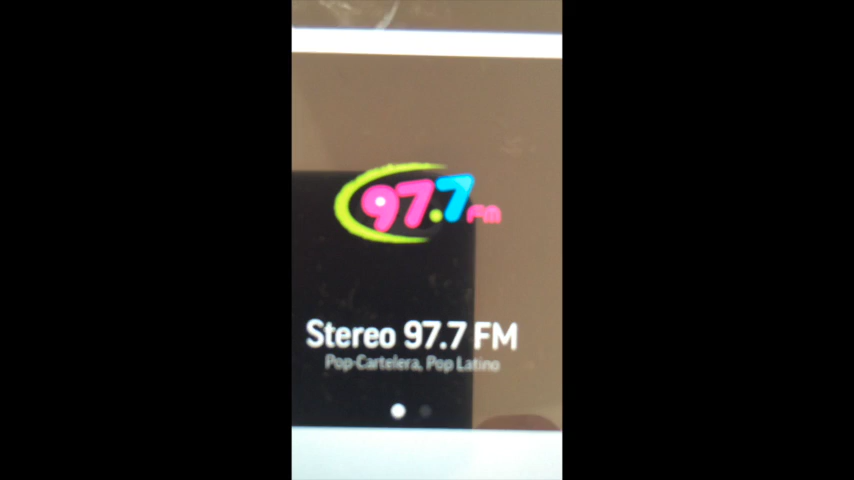 97.7 FM
Stereo 97.7 FM
Pop-Cartelera, Pop Latino